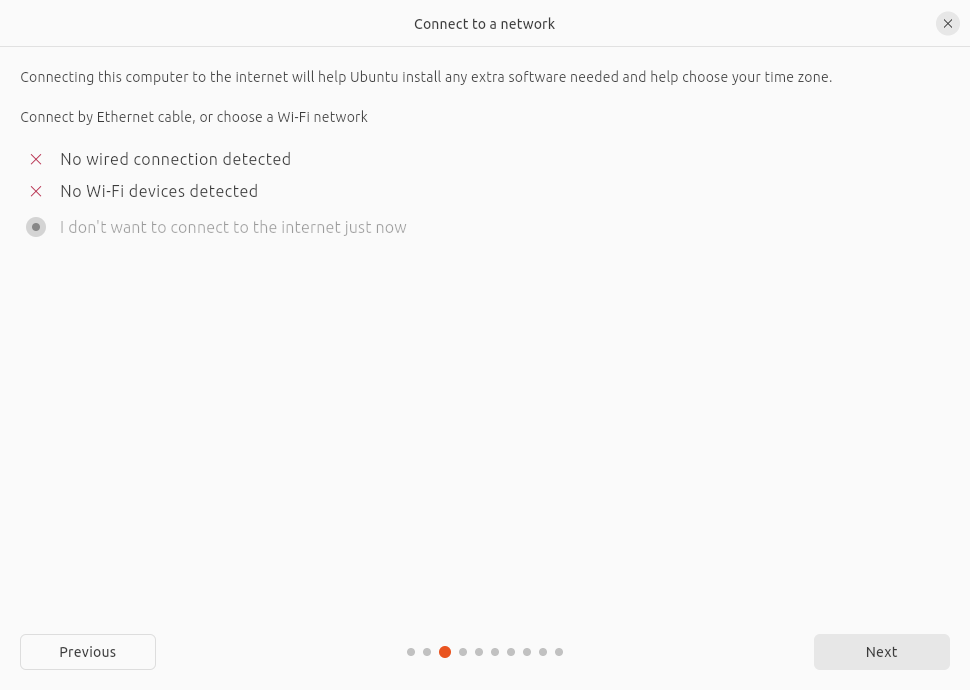 Connect to a network
Connecting this computer to the internet will help Ubuntu install any extra software needed and help choose your time zone.
Connect by Ethernet cable, or choose a Wi-Fi network
No wired connection detected
No Wi-Fi devices detected
I don't want to connect to the internet just now
Previous
Next